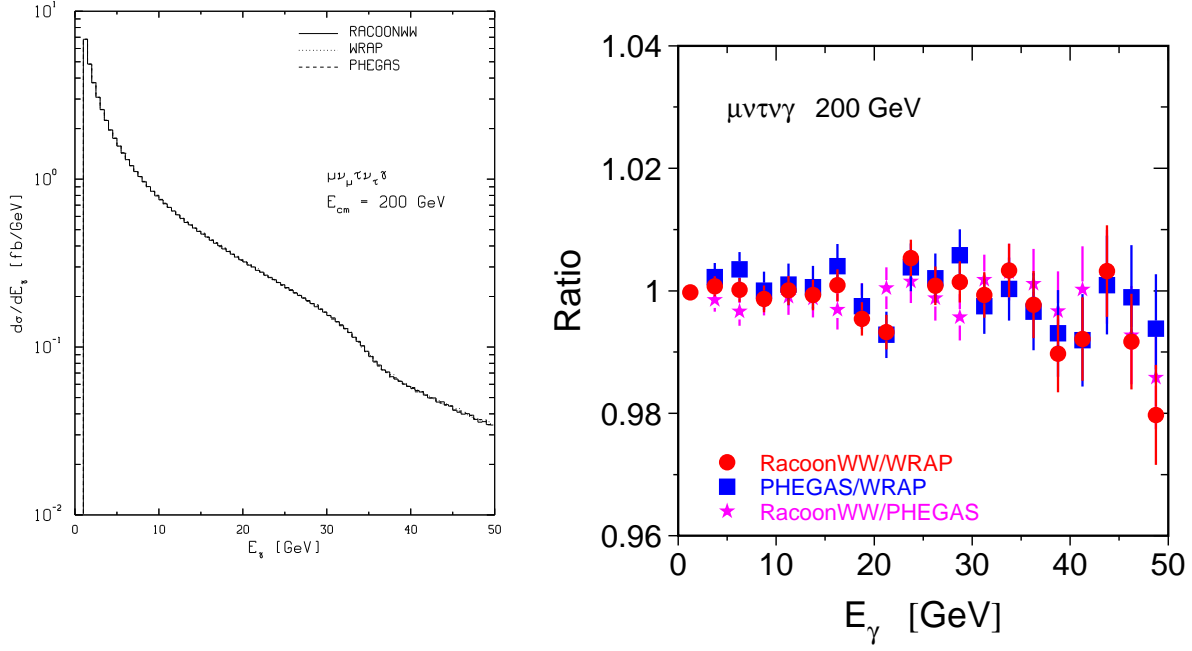 10^1
10^0
10^{-1}
10^{-2}
dσ/dE_γ [fb/GeV]
RACOONWW
WRAP
PHEGAS
μν_μτν_τγ
E_cm = 200 GeV
0 10 20 30 40 50
E_γ [GeV]
1.04
1.02
1
0.98
0.96
Ratio
μντνγ 200 GeV
RacoonWW/WRAP
PHEGAS/WRAP
RacoonWW/PHEGAS
0 10 20 30 40 50
E_γ [GeV]